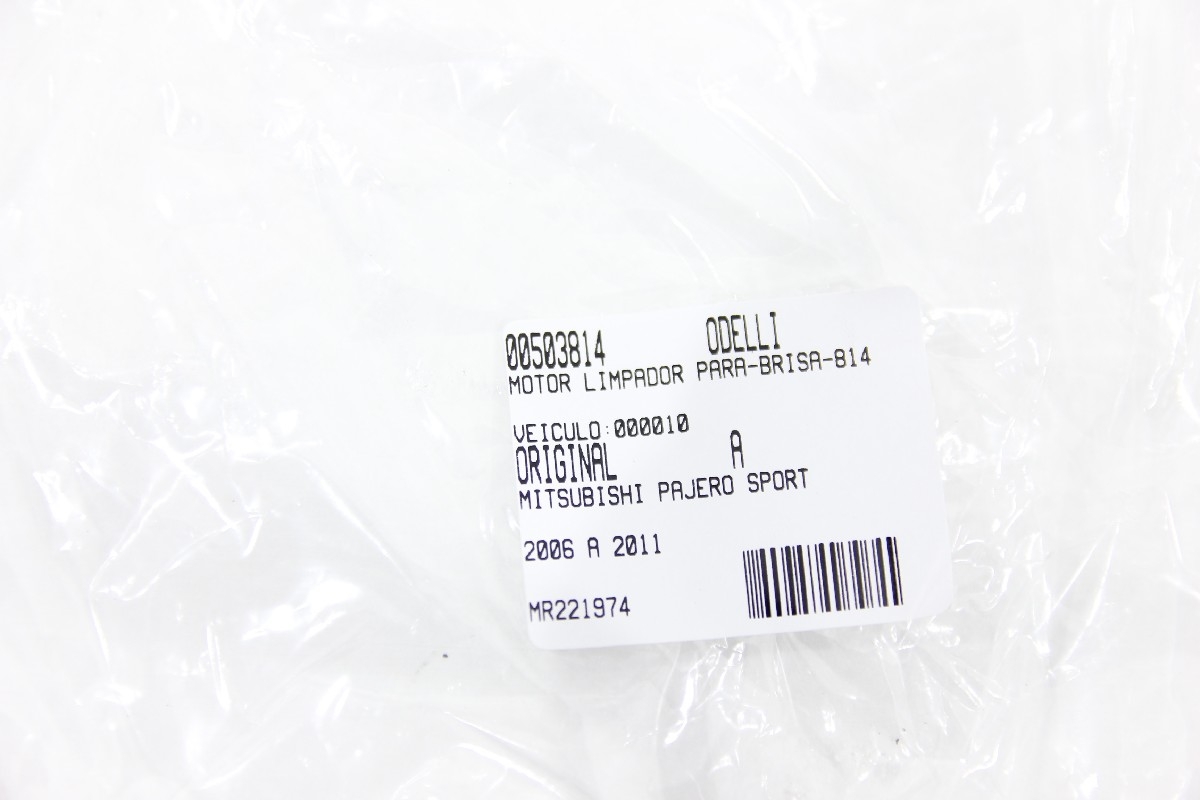 00503814 ODELLI
MOTOR LIMPADOR PARA-BRISA-814
VEICULO:000010
ORIGINAL A
MITSUBISHI PAJERO SPORT
2006 A 2011
MR221974